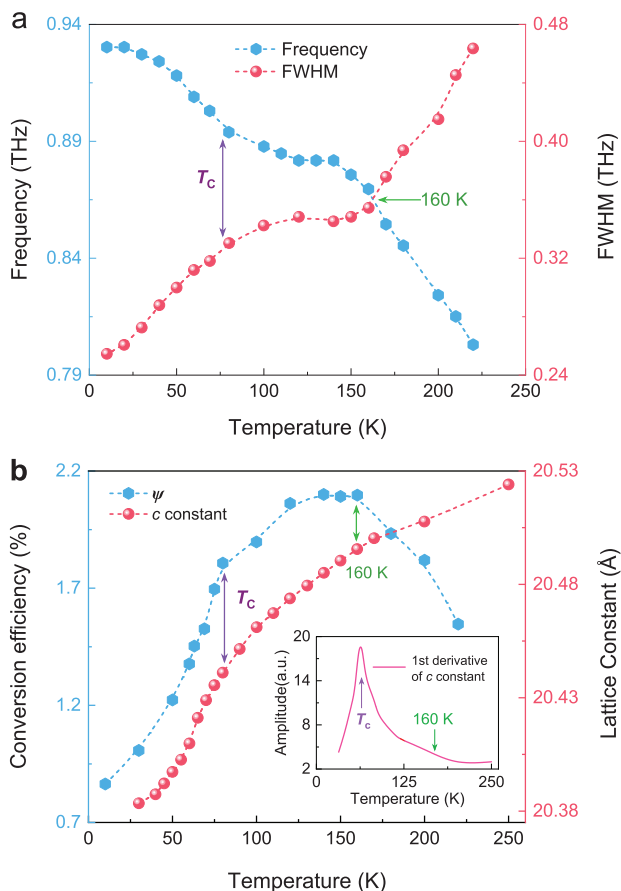 a
0.94
0.89
0.84
0.79
Frequency (THz)
Frequency
FWHM
T_C
160 K
0.48
0.40
0.32
0.24
FWHM (THz)
0 50 100 150 200 250
Temperature (K)
b
2.2
1.7
1.2
0.7
Conversion efficiency (%)
ψ
c constant
T_C
160 K
20.53
20.48
20.43
20.38
Lattice Constant (Å)
20
14
8
2
Amplitude(a.u.)
1st derivative
of c constant
T_C
160 K
0 125 250
Temperature (K)
0 50 100 150 200 250
Temperature (K)